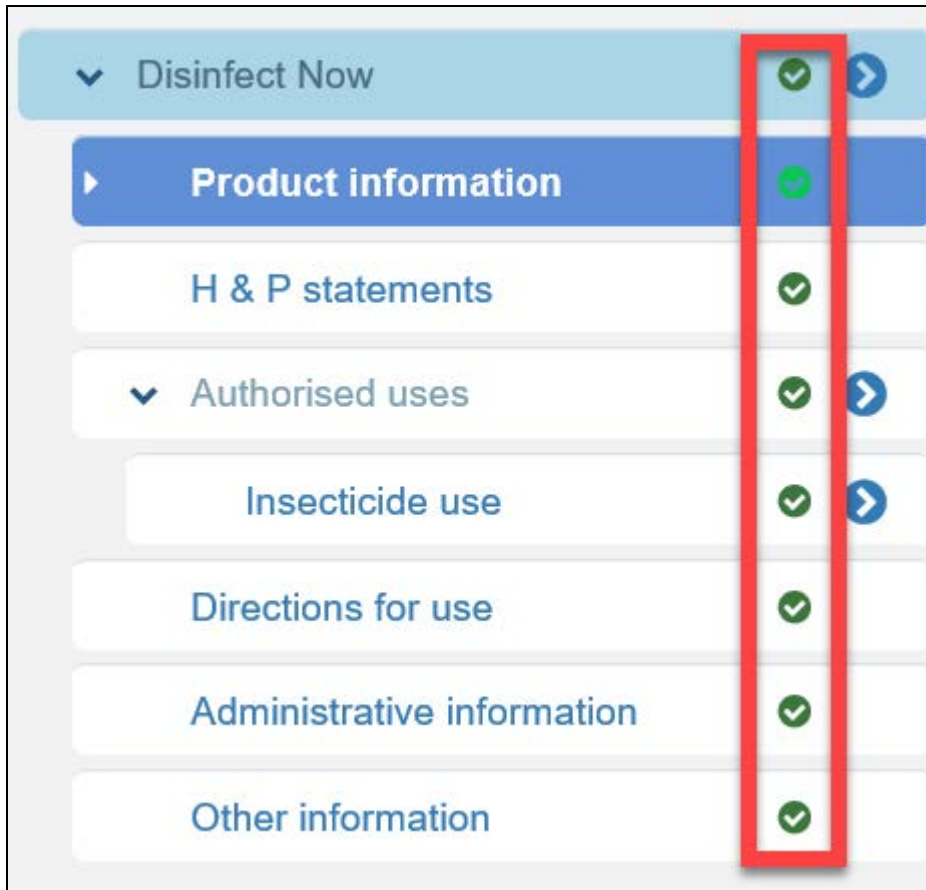 Disinfect Now
Product information
H & P statements
Authorised uses
Insecticide use
Directions for use
Administrative information
Other information